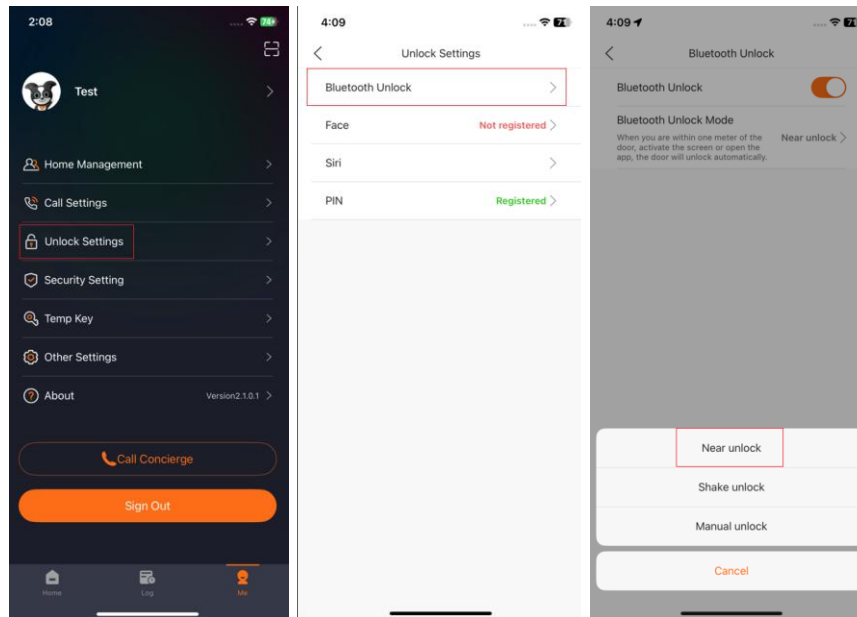 2:08
74
Test
Home Management
Call Settings
Unlock Settings
Security Setting
Temp Key
Other Settings
About
Version2.1.0.1
Call Concierge
Sign Out
Home
Log
Me
4:09
71
Unlock Settings
Bluetooth Unlock
Face
Not registered
Siri
PIN
Registered
4:09
71
Bluetooth Unlock
Bluetooth Unlock
Bluetooth Unlock Mode
When you are within one meter of the
door, activate the screen or open the
app, the door will unlock automatically.
Near unlock
Near unlock
Shake unlock
Manual unlock
Cancel